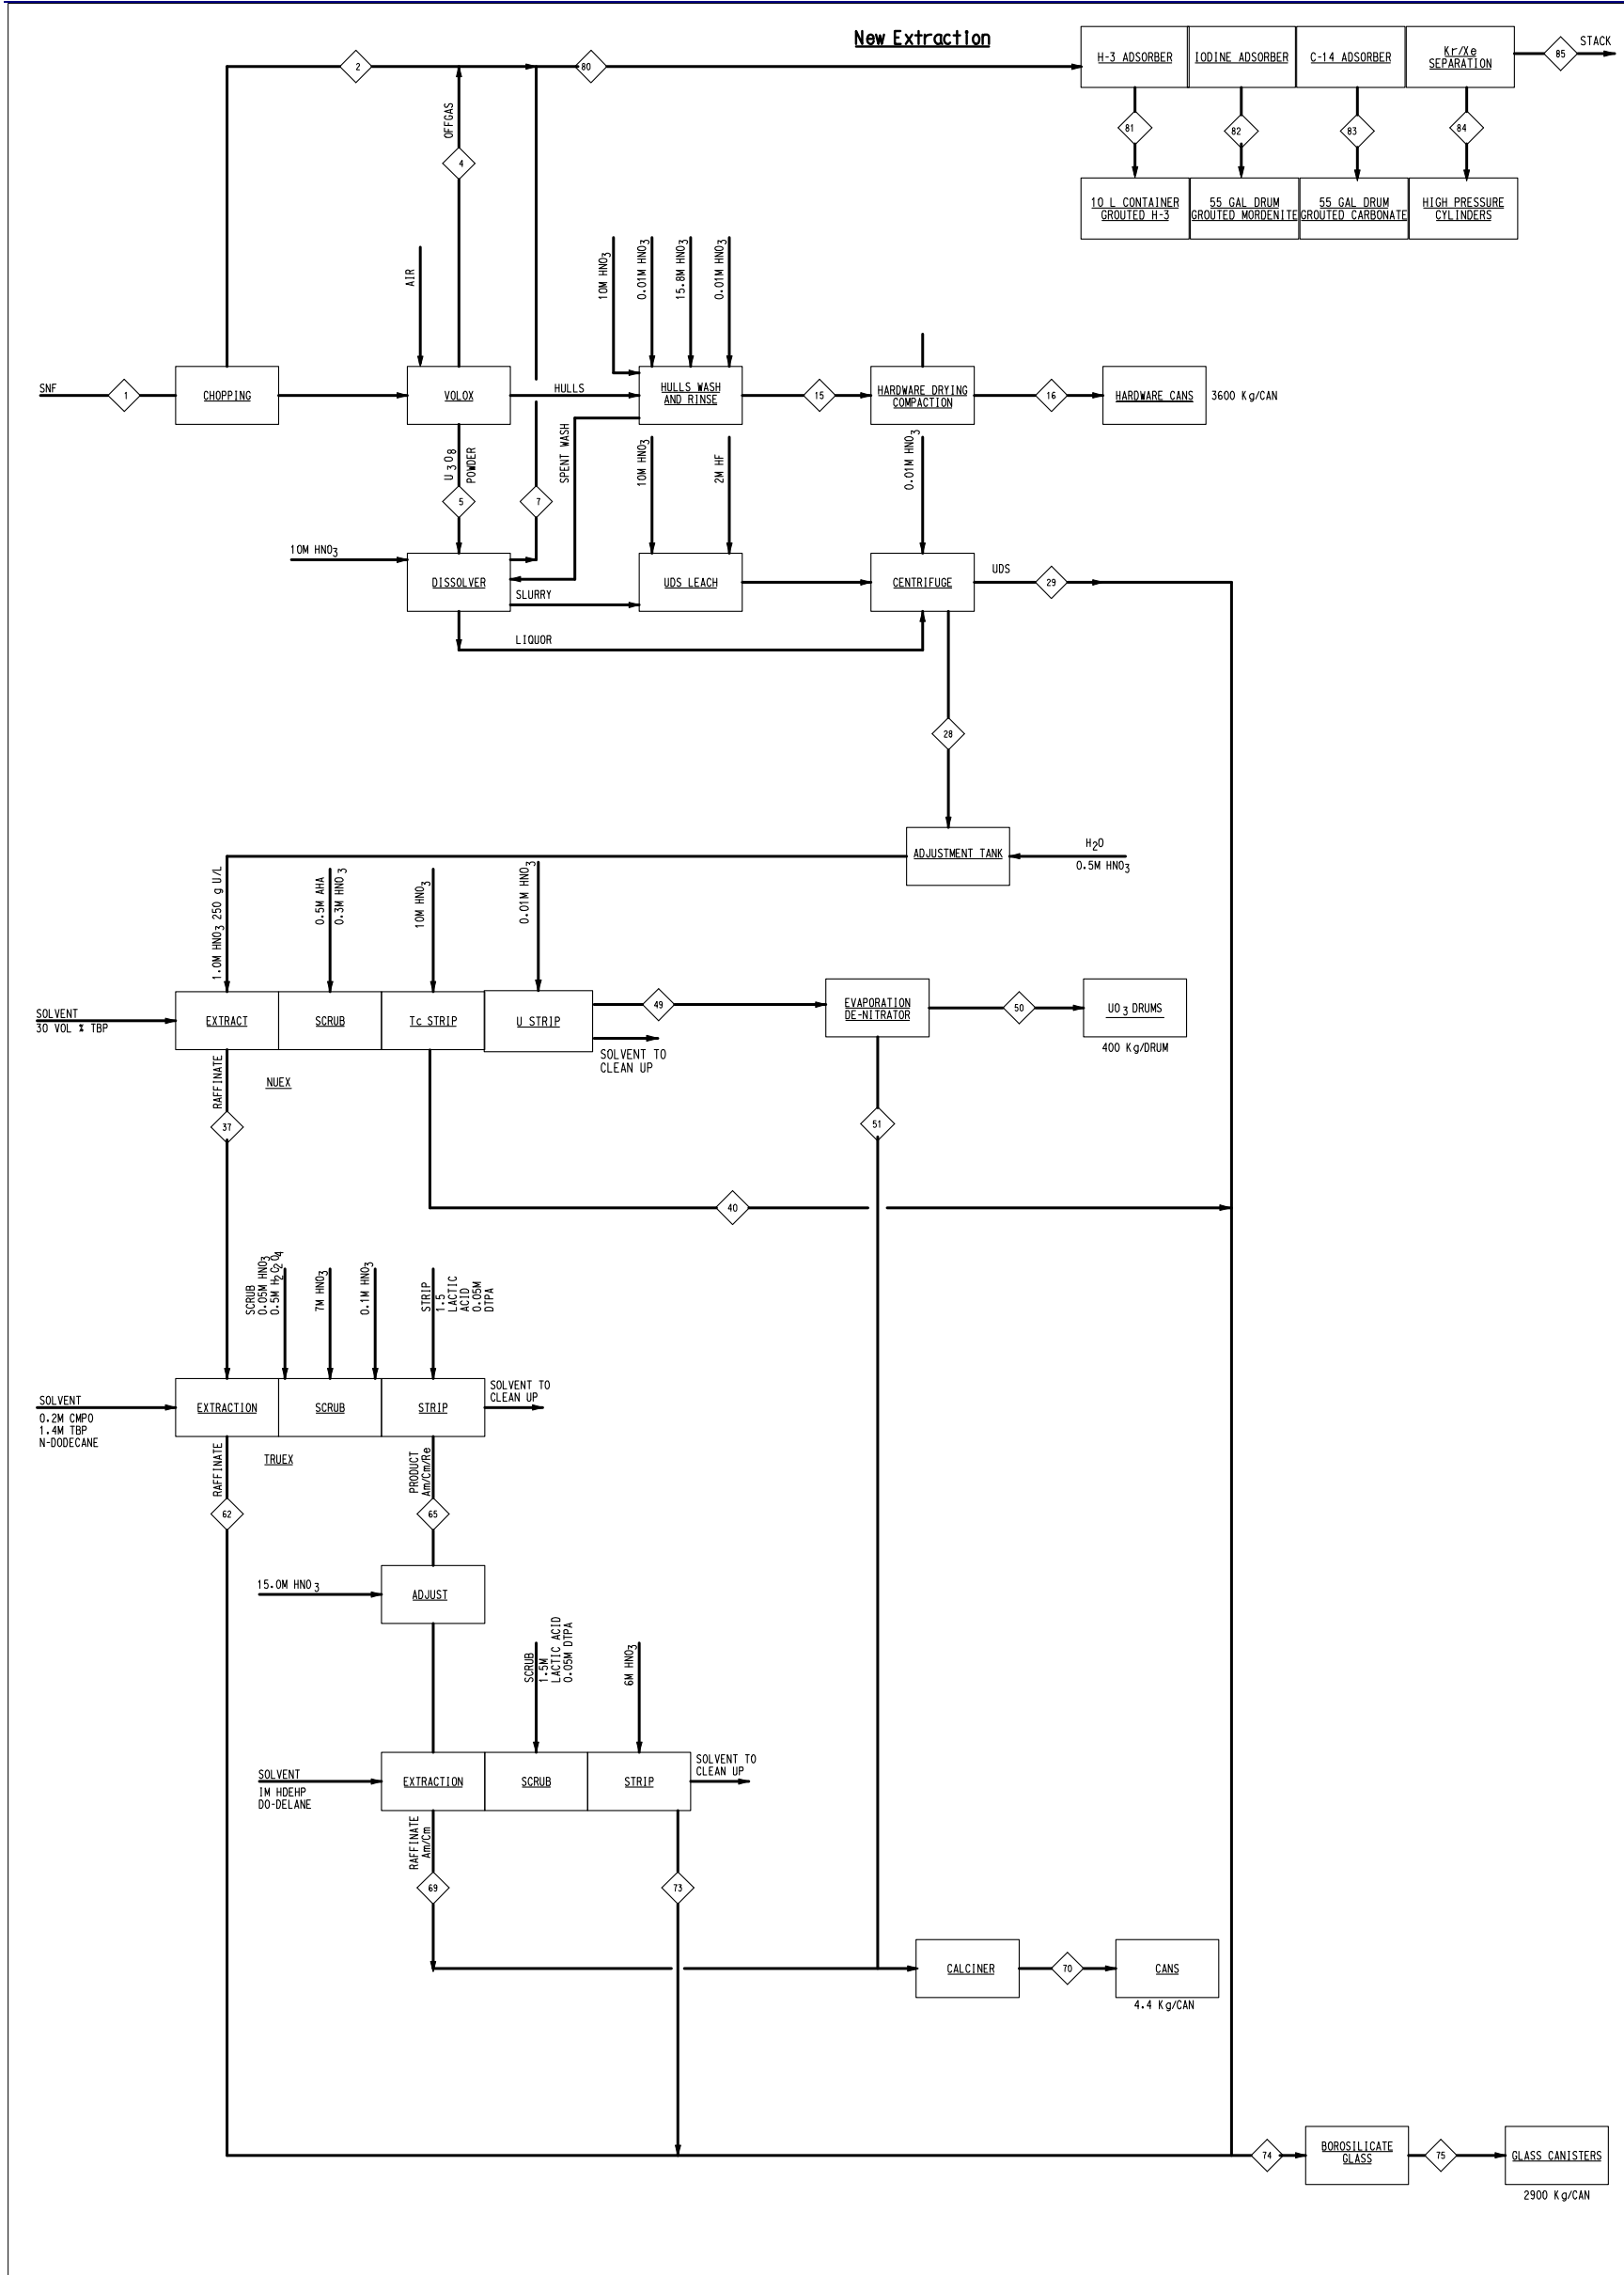 New Extraction
2
80
H-3 ADSORBER
IODINE ADSORBER
C-14 ADSORBER
Kr/Xe
SEPARATION
85
STACK
OFFGAS
4
81
82
83
84
10 L CONTAINER
GROUTED H-3
55 GAL DRUM
GROUTED MORDENITE
55 GAL DRUM
GROUTED CARBONATE
HIGH PRESSURE
CYLINDERS
AIR
10M HNO3
0.01M HNO3
15.8M HNO3
0.01M HNO3
SNF
1
CHOPPING
VOLOX
HULLS
HULLS WASH
AND RINSE
15
HARDWARE DRYING
COMPACTION
16
HARDWARE CANS
3600 Kg/CAN
U 3O8
POWDER
5
7
SPENT WASH
10M HNO3
2M HF
0.01M HNO3
10M HNO3
DISSOLVER
SLURRY
UDS LEACH
CENTRIFUGE
UDS
29
LIQUOR
28
ADJUSTMENT TANK
H2O
0.5M HNO3
1.0M HNO3 250 g U/L
0.5M AHA
0.3M HNO 3
10M HNO3
0.01M HNO3
SOLVENT
30 VOL % TBP
EXTRACT
SCRUB
Tc STRIP
U STRIP
49
SOLVENT TO
CLEAN UP
EVAPORATION
DE-NITRATOR
50
UO 3 DRUMS
400 Kg/DRUM
RAFFINATE
NUEX
37
51
40
SCRUB
0.05M HNO3
0.5M H2C2O4
7M HNO3
0.1M HNO3
STRIP
1.5
LACTIC
ACID
0.05M
DTPA
SOLVENT
0.2M CMPO
1.4M TBP
N-DODECANE
EXTRACTION
SCRUB
STRIP
SOLVENT TO
CLEAN UP
RAFFINATE
TRUEX
PRODUCT
Am/Cm/Re
62
65
15.0M HNO 3
ADJUST
SCRUB
1.5M
LACTIC ACID
0.05M DTPA
6M HNO3
SOLVENT
1M HDEHP
DO-DELANE
EXTRACTION
SCRUB
STRIP
SOLVENT TO
CLEAN UP
RAFFINATE
Am/Cm
69
73
CALCINER
70
CANS
4.4 Kg/CAN
74
BOROSILICATE
GLASS
75
GLASS CANISTERS
2900 Kg/CAN